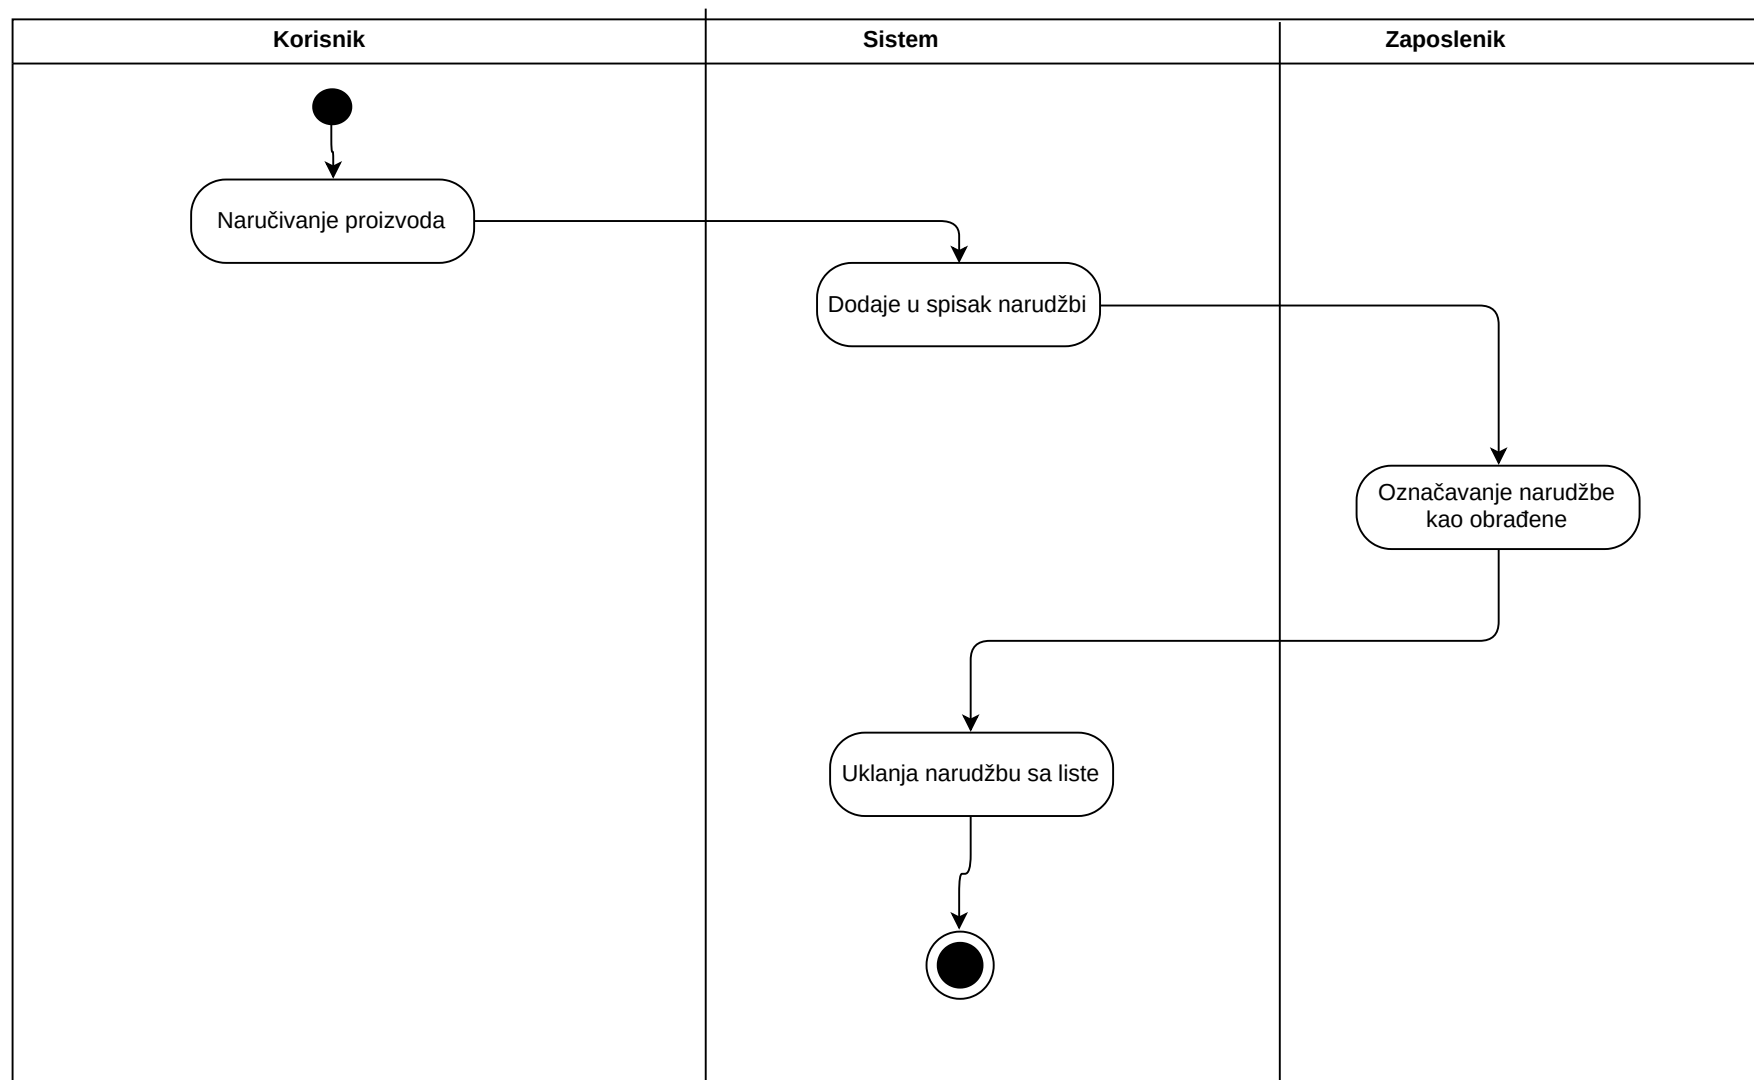 Korisnik
Sistem
Zaposlenik
Naručivanje proizvoda
Dodaje u spisak narudžbi
Označavanje narudžbe
kao obrađene
Uklanja narudžbu sa liste